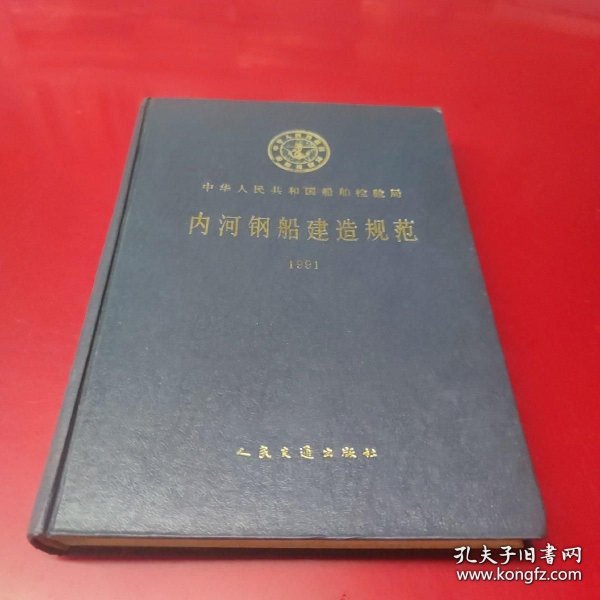 中华人民共和国船舶检验局
内河钢船建造规范
1991
人民交通出版社
孔夫子旧书网
www.kongfz.com